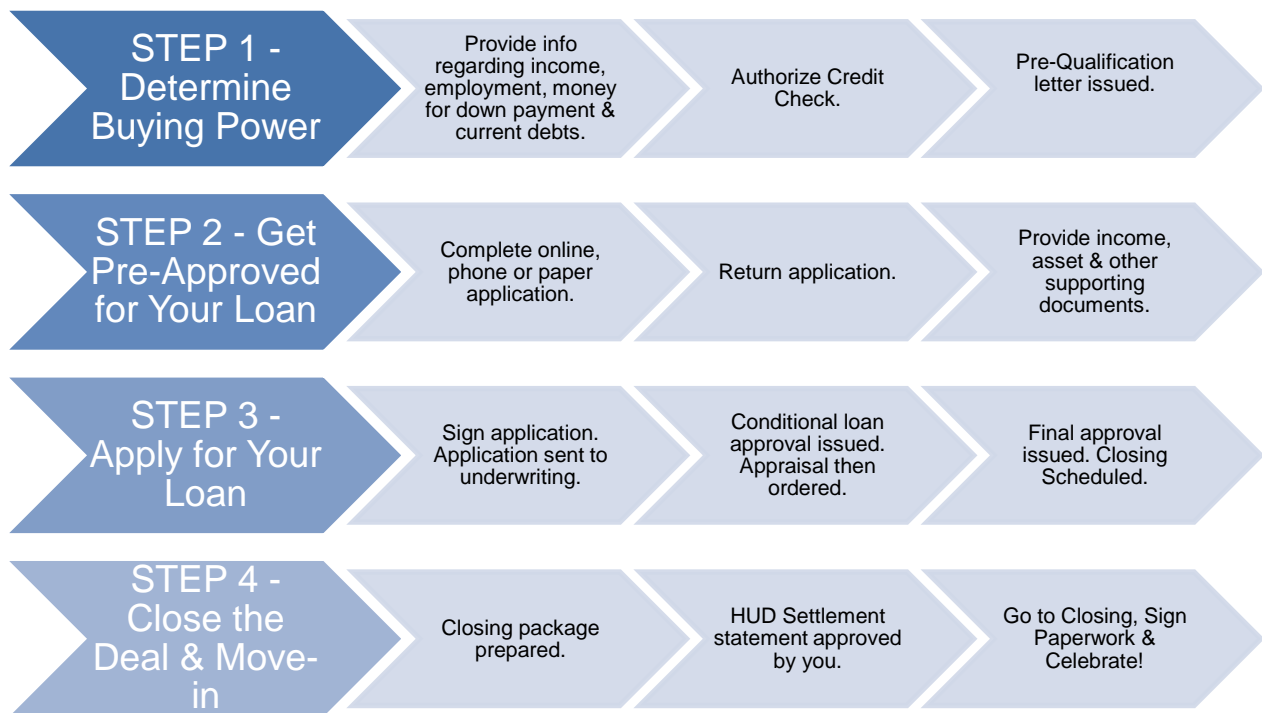 STEP 1 -
Determine
Buying Power
Provide info
regarding income,
employment, money
for down payment &
current debts.
Authorize Credit
Check.
Pre-Qualification
letter issued.
STEP 2 - Get
Pre-Approved
for Your Loan
Complete online,
phone or paper
application.
Return application.
Provide income,
asset & other
supporting
documents.
STEP 3 -
Apply for Your
Loan
Sign application.
Application sent to
underwriting.
Conditional loan
approval issued.
Appraisal then
ordered.
Final approval
issued. Closing
Scheduled.
STEP 4 -
Close the
Deal & Move-
in
Closing package
prepared.
HUD Settlement
statement approved
by you.
Go to Closing, Sign
Paperwork &
Celebrate!